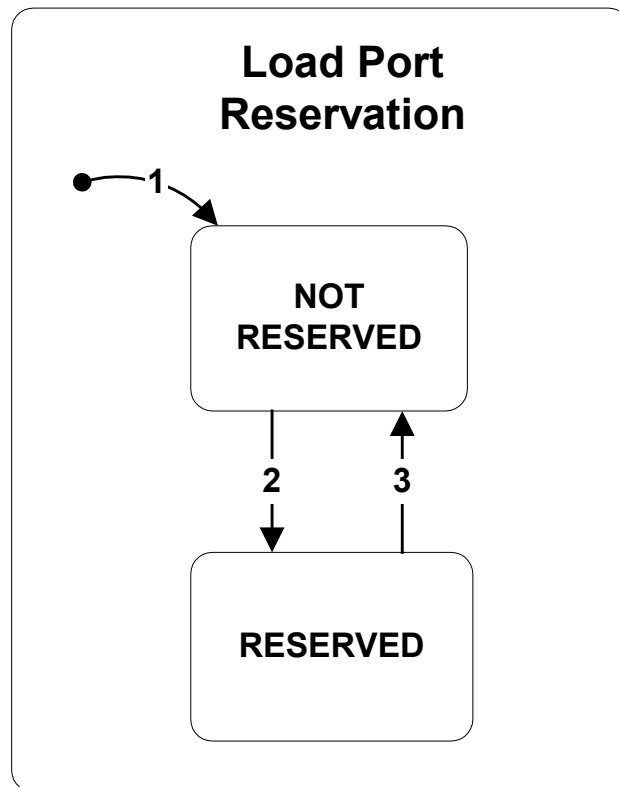 Load Port
Reservation
1
NOT
RESERVED
2
3
RESERVED